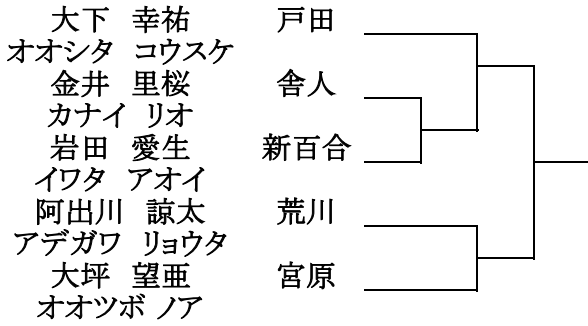 大下 幸祐 戸田
オオシタ コウスケ
金井 里桜 舎人
カナイ リオ
岩田 愛生 新百合
イワタ アオイ
阿出川 諒太 荒川
アデガワ リョウタ
大坪 望亜 宮原
オオツボ ノア